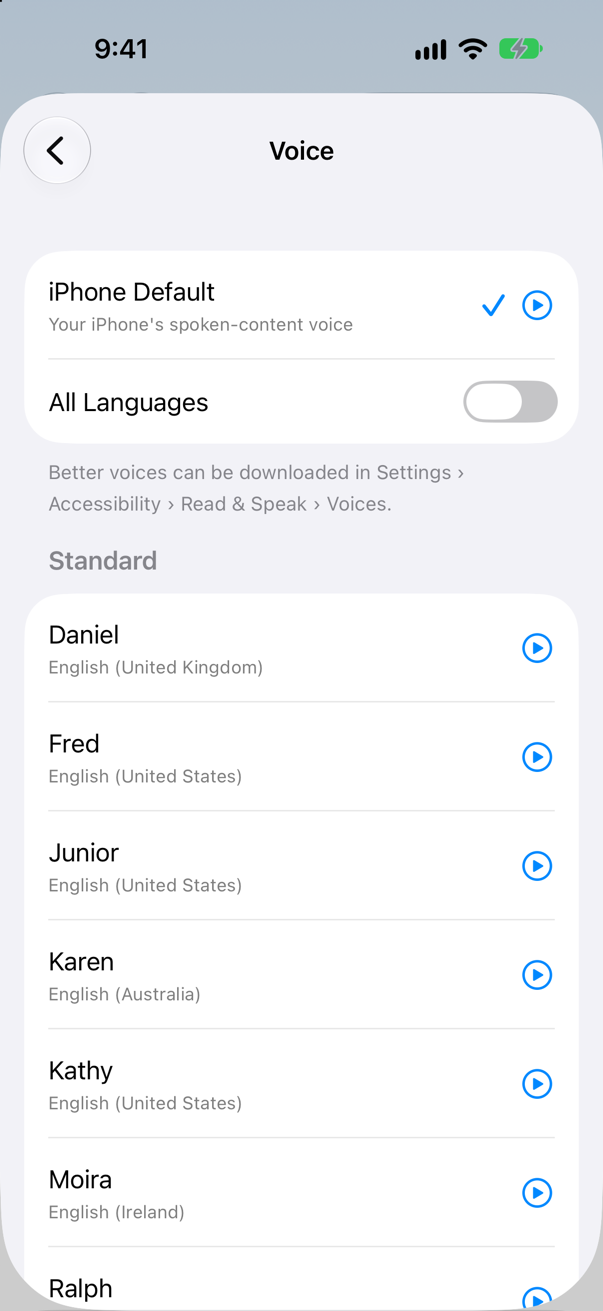 9:41
Voice
iPhone Default
Your iPhone's spoken-content voice
All Languages
Better voices can be downloaded in Settings ›
Accessibility › Read & Speak › Voices.
Standard
Daniel
English (United Kingdom)
Fred
English (United States)
Junior
English (United States)
Karen
English (Australia)
Kathy
English (United States)
Moira
English (Ireland)
Ralph